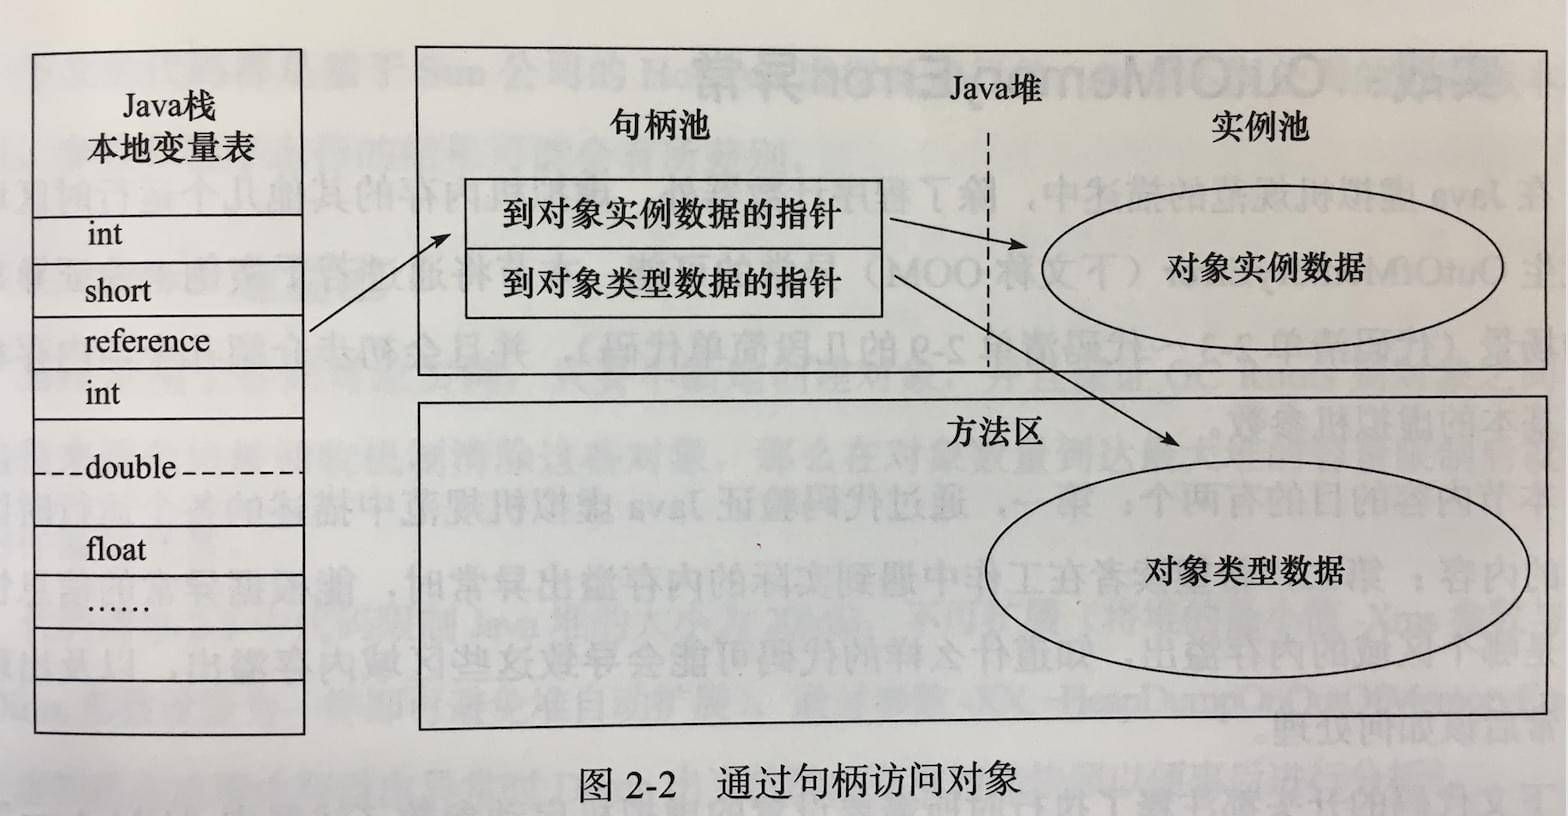 Java栈
本地变量表
int
short
reference
int
double
float
……
Java堆
句柄池
实例池
到对象实例数据的指针
到对象类型数据的指针
对象实例数据
方法区
对象类型数据
图 2-2 通过句柄访问对象